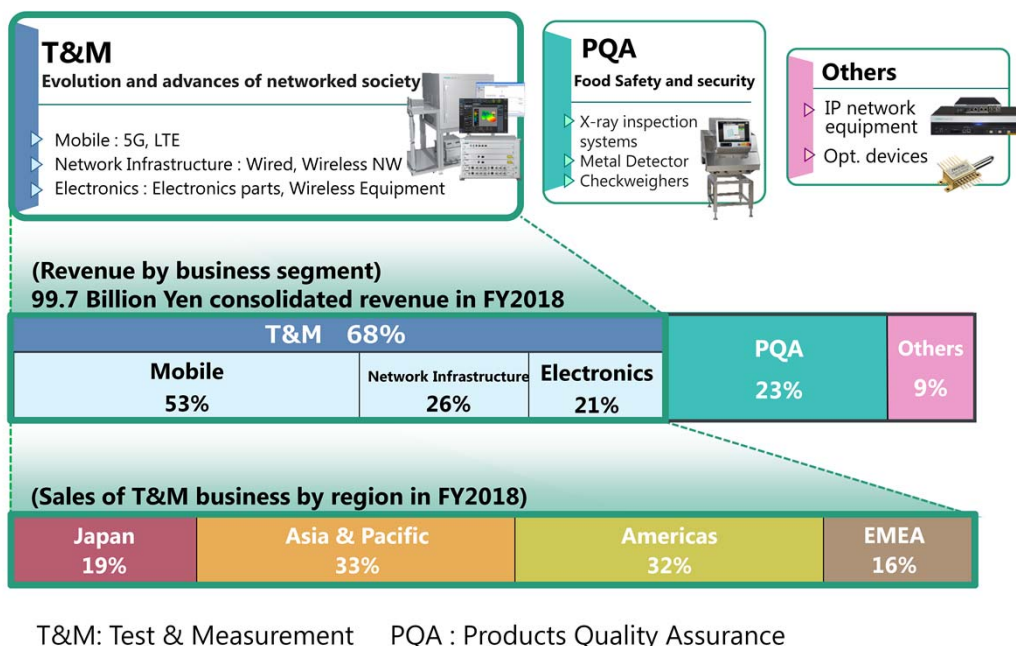 T&M
Evolution and advances of networked society
Mobile : 5G, LTE
Network Infrastructure : Wired, Wireless NW
Electronics : Electronics parts, Wireless Equipment
PQA
Food Safety and security
X-ray inspection
systems
Metal Detector
Checkweighers
Others
IP network
equipment
Opt. devices
(Revenue by business segment)
99.7 Billion Yen consolidated revenue in FY2018
T&M 68%
Mobile
53%
Network Infrastructure
26%
Electronics
21%
PQA
23%
Others
9%
(Sales of T&M business by region in FY2018)
Japan
19%
Asia & Pacific
33%
Americas
32%
EMEA
16%
T&M: Test & Measurement PQA : Products Quality Assurance